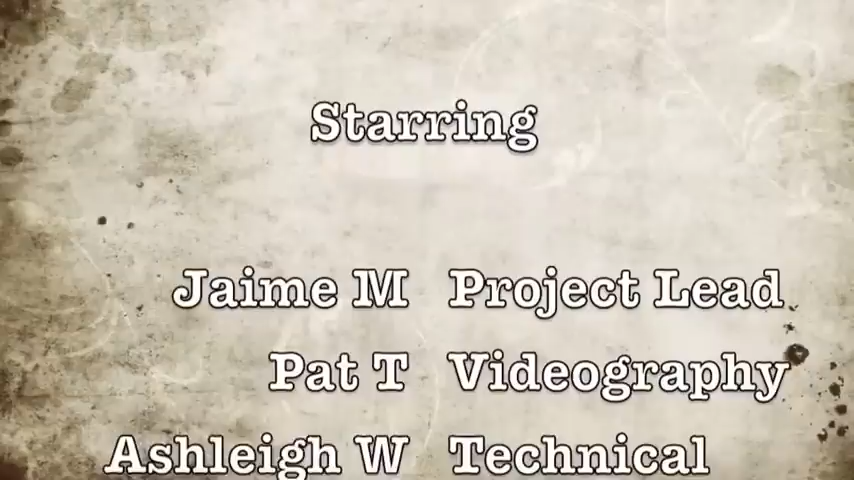 Starring
Jaime M Project Lead
Pat T Videography
Ashleigh W Technical